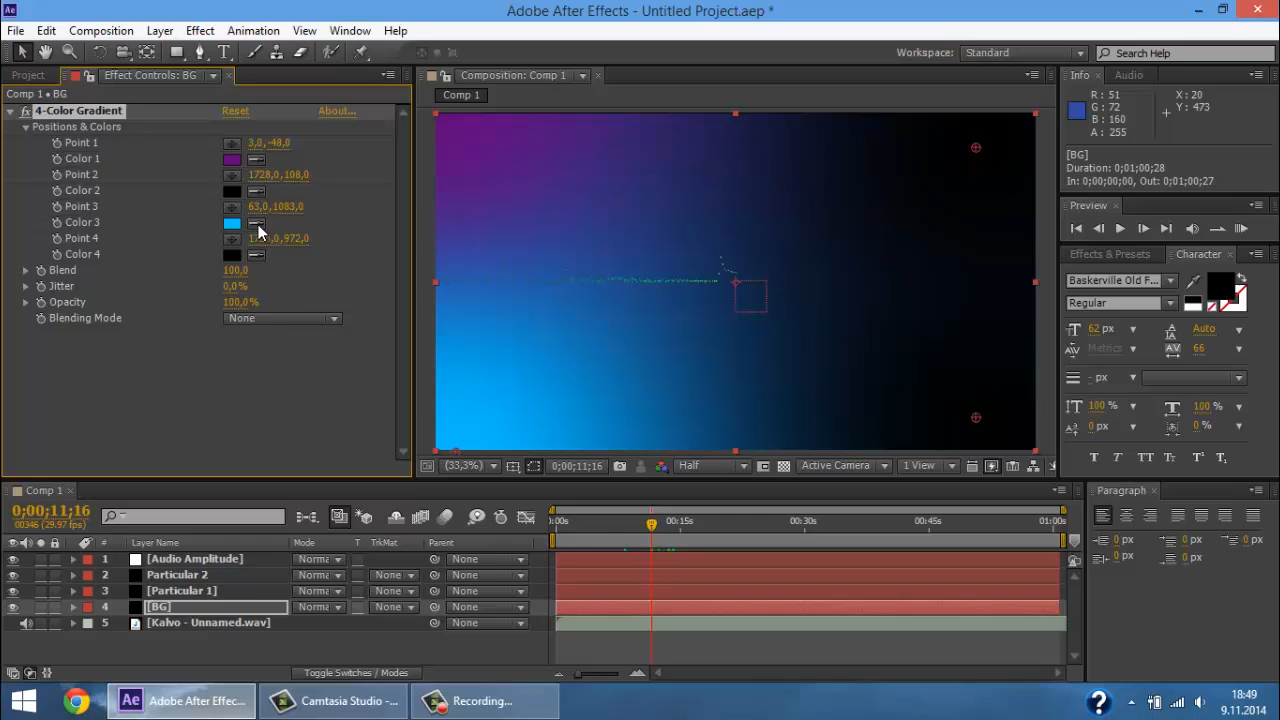 Ae Adobe After Effects - Untitled Project.aep *
File Edit Composition Layer Effect Animation View Window Help
Workspace: Standard Search Help
Project Effect Controls: BG Composition: Comp 1 Info Audio
Comp 1 • BG
Comp 1
R : 51 X : 20
G : 72 Y : 473
B : 160
A : 255
fx 4-Color Gradient Reset About...
Positions & Colors
Point 1 3,0,-48,0
Color 1
Point 2 1728,0,108,0
Color 2
Point 3 63,0,1083,0
Color 3
Point 4 ,0,972,0
Color 4
Blend 100,0
Jitter 0,0%
Opacity 100,0%
Blending Mode None
[BG]
Duration: 0;01;00;28
In: 0;00;00;00, Out: 0;01;00;27
Preview
Effects & Presets Character
Baskerville Old F...
Regular
62 px Auto
Metrics 66
- px
100 % 100 %
0 px 0 %
T T TT Tt T¹ T₁
(33,3%) 0;00;11;16 Half Active Camera 1 View
Comp 1
0;00;11;16
00346 (29.97 fps)
:00s 00:15s 00:30s 00:45s 01:00s
# Layer Name Mode T TrkMat Parent
1 [Audio Amplitude] Norma None
2 Particular 2 Norma None None
3 [Particular 1] Norma None None
4 [BG] Norma None None
5 [Kalvo - Unnamed.wav] None
Toggle Switches / Modes
Paragraph
0 px 0 px 0 px
0 px 0 px
Ae Adobe After Effec... Camtasia Studio -... Recording...
? 18:49
9.11.2014